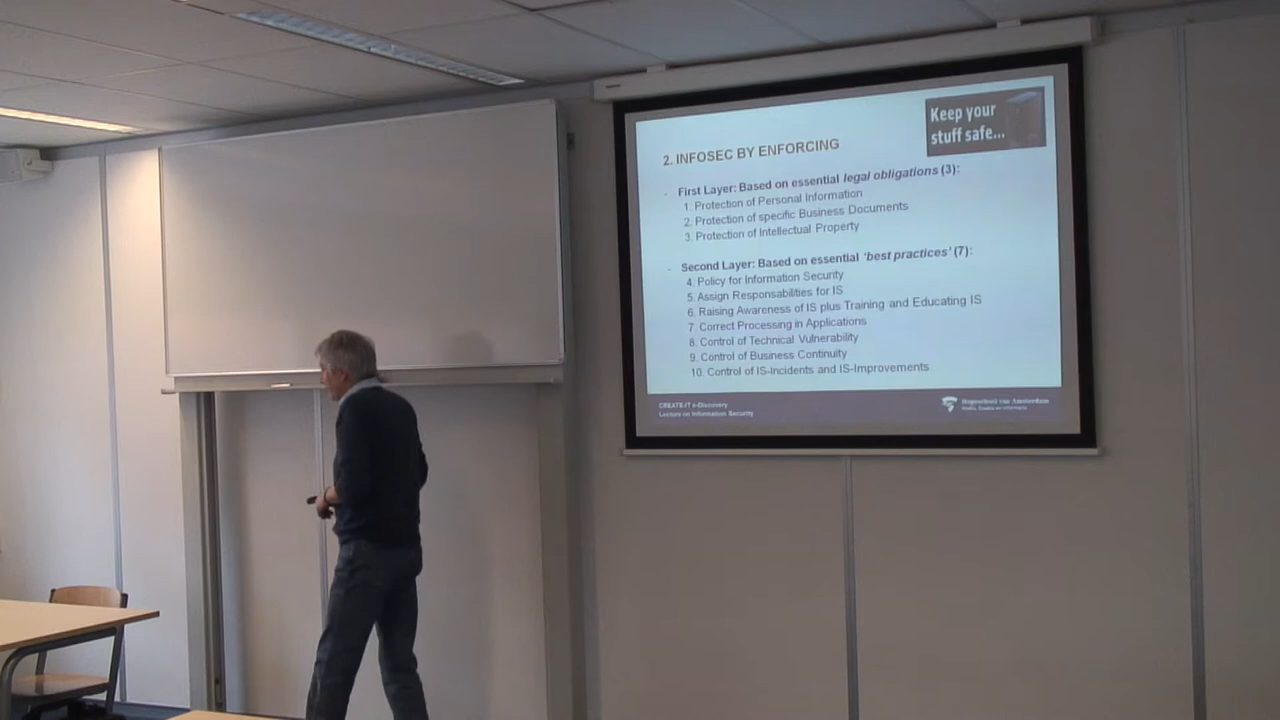 Keep your
stuff safe...
2. INFOSEC BY ENFORCING
- First Layer: Based on essential legal obligations (3):
1. Protection of Personal Information
2. Protection of specific Business Documents
3. Protection of Intellectual Property
- Second Layer: Based on essential 'best practices' (7):
4. Policy for Information Security
5. Assign Responsabilities for IS
6. Raising Awareness of IS plus Training and Educating IS
7. Correct Processing in Applications
8. Control of Technical Vulnerability
9. Control of Business Continuity
10. Control of IS-Incidents and IS-Improvements
CREATE-IT e-Discovery
Lecture on Information Security
Hogeschool van Amsterdam